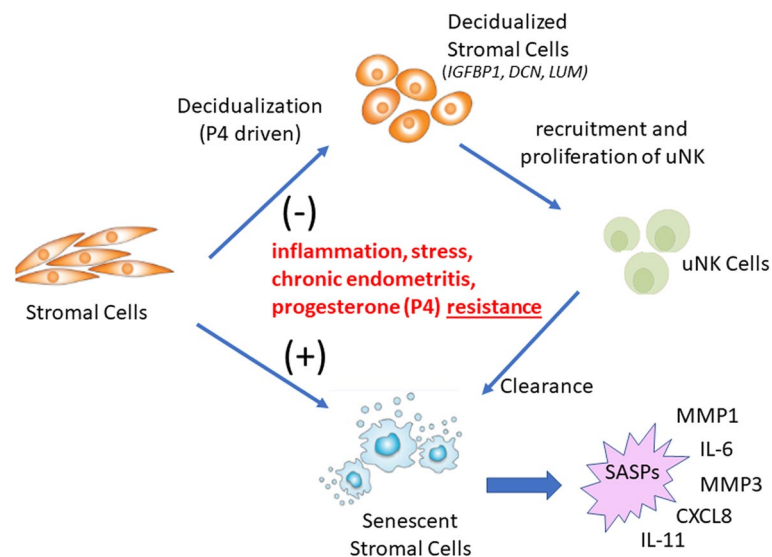 Decidualized
Stromal Cells
(IGFBP1, DCN, LUM)
Decidualization
(P4 driven)
recruitment and
proliferation of uNK
(-)
inflammation, stress,
chronic endometritis,
progesterone (P4) resistance
uNK Cells
Stromal Cells
(+)
Clearance
MMP1
IL-6
SASPs
MMP3
CXCL8
IL-11
Senescent
Stromal Cells